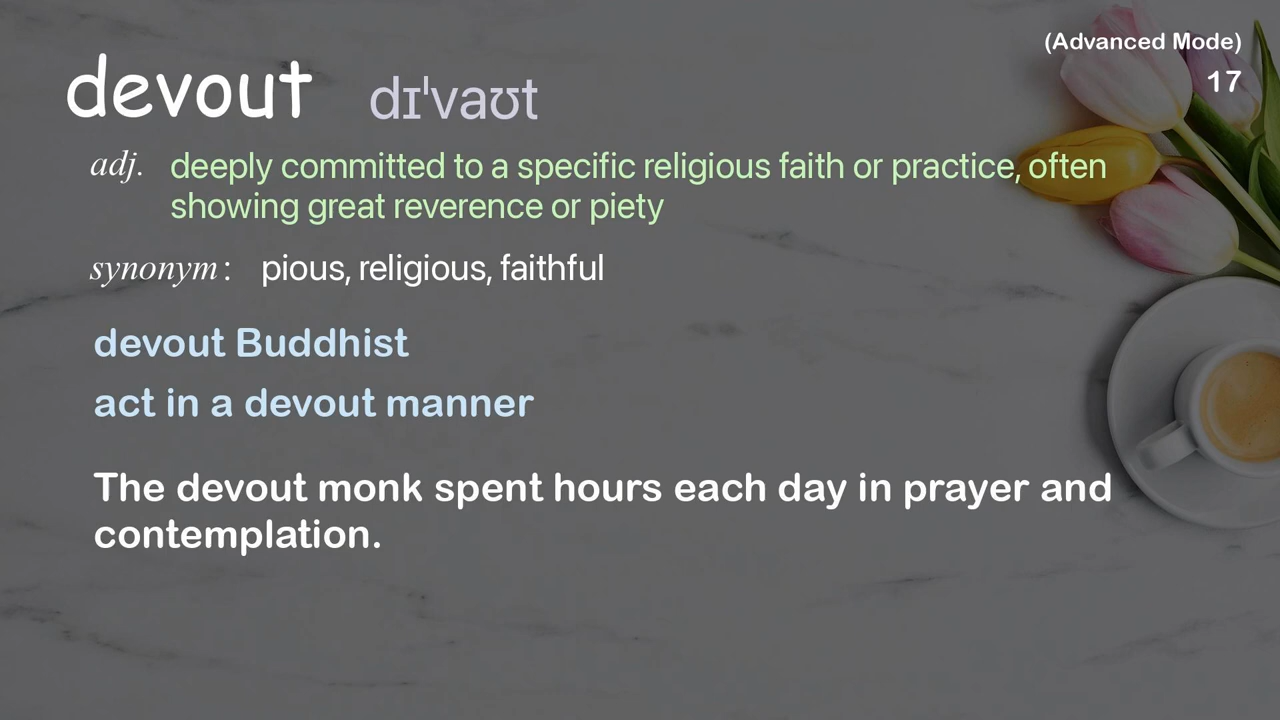 (Advanced Mode)
17
devout dɪˈvaʊt
adj. deeply committed to a specific religious faith or practice, often
showing great reverence or piety
synonym: pious, religious, faithful
devout Buddhist
act in a devout manner
The devout monk spent hours each day in prayer and
contemplation.